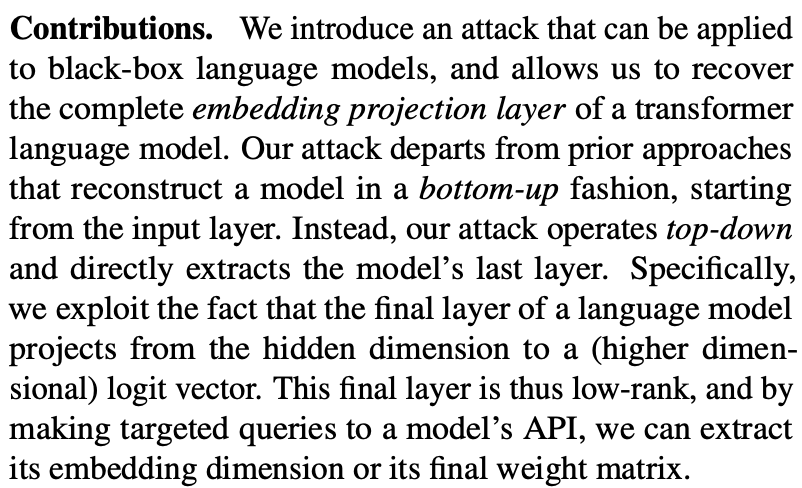 Contributions. We introduce an attack that can be applied
to black-box language models, and allows us to recover
the complete embedding projection layer of a transformer
language model. Our attack departs from prior approaches
that reconstruct a model in a bottom-up fashion, starting
from the input layer. Instead, our attack operates top-down
and directly extracts the model's last layer. Specifically,
we exploit the fact that the final layer of a language model
projects from the hidden dimension to a (higher dimen-
sional) logit vector. This final layer is thus low-rank, and by
making targeted queries to a model's API, we can extract
its embedding dimension or its final weight matrix.